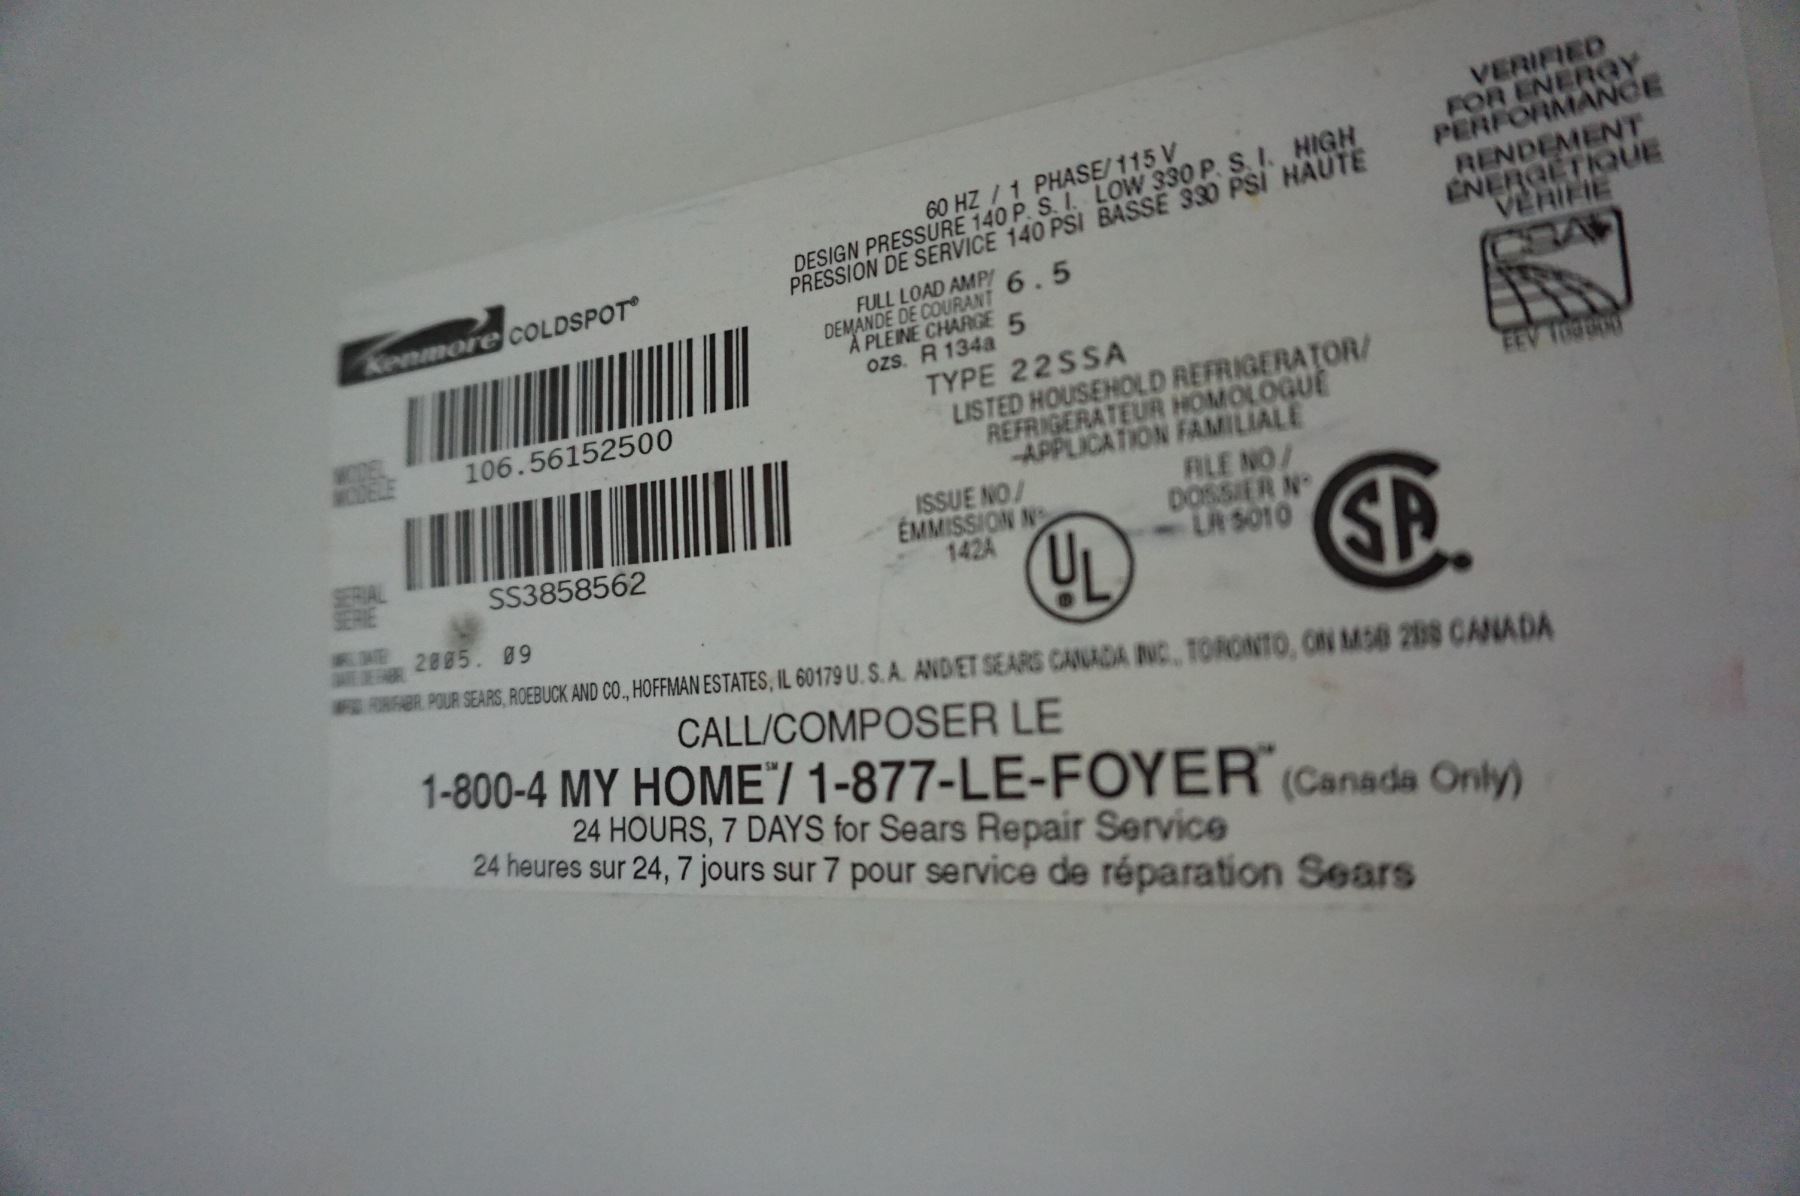 Kenmore COLDSPOT®
MODEL
MODÈLE
106.56152500
SERIAL
SÉRIE
SS3858562
2005. 09
60 HZ / 1 PHASE/ 115 V
DESIGN PRESSURE 140 P. S. I. LOW 330 P. S. I. HIGH
PRESSION DE SERVICE 140 PSI BASSE 330 PSI HAUTE
FULL LOAD AMP/
DEMANDE DE COURANT
À PLEINE CHARGE
6 . 5
ozs. R 134a 5
TYPE 22SSA
LISTED HOUSEHOLD REFRIGERATOR/
REFRIGERATEUR HOMOLOGUÉ
-APPLICATION FAMILIALE
ISSUE NO./
ÉMMISSION N°
142A
UL ®
FILE NO /
DOSSIER N°
LR 5010
SA
VERIFIED
FOR ENERGY
PERFORMANCE
RENDEMENT
ÉNERGÉTIQUE
VÉRIFIÉ
CSA
EEV
POUR SEARS, ROEBUCK AND CO., HOFFMAN ESTATES, IL 60179 U. S. A. AND/ET SEARS CANADA INC., TORONTO, ON M5B 2B8 CANADA
CALL/COMPOSER LE
1-800-4 MY HOME℠/ 1-877-LE-FOYER™ (Canada Only)
24 HOURS, 7 DAYS for Sears Repair Service
24 heures sur 24, 7 jours sur 7 pour service de réparation Sears